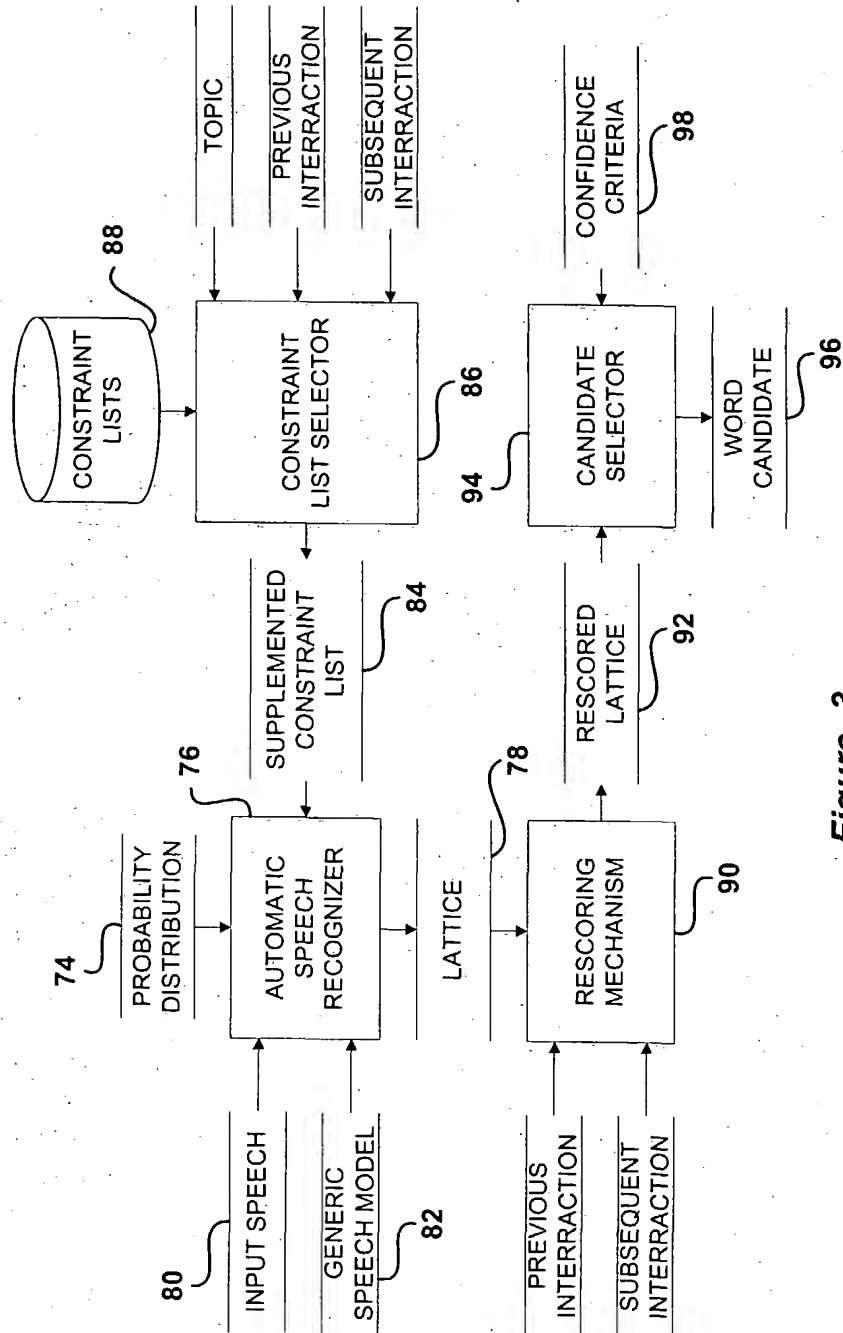 74
PROBABILITY
DISTRIBUTION
CONSTRAINT
LISTS
88
80
INPUT SPEECH
GENERIC
SPEECH MODEL
82
76
AUTOMATIC
SPEECH
RECOGNIZER
SUPPLEMENTED
CONSTRAINT
LIST
84
CONSTRAINT
LIST SELECTOR
86
TOPIC
PREVIOUS
INTERRACTION
SUBSEQUENT
INTERRACTION
LATTICE
78
PREVIOUS
INTERRACTION
SUBSEQUENT
INTERRACTION
RESCORING
MECHANISM
90
RESCORED
LATTICE
92
94
CANDIDATE
SELECTOR
CONFIDENCE
CRITERIA
98
WORD
CANDIDATE
96
Figure 3